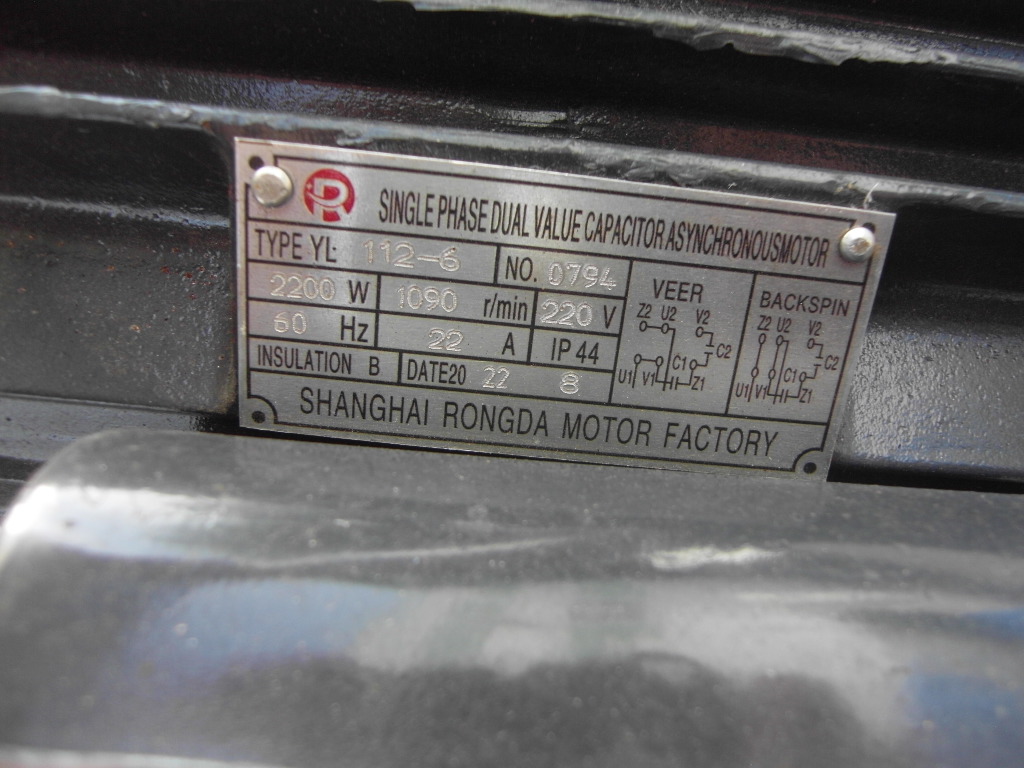 SINGLE PHASE DUAL VALUE CAPACITOR ASYNCHRONOUSMOTOR
TYPE YL- 112-6 NO. 0794
2200 W 1090 r/min 220 V
60 Hz 22 A IP 44
INSULATION B DATE20 22 8
VEER
Z2 U2 V2
C2
C1
U1 V1 Z1
BACKSPIN
Z2 U2 V2
C2
C1
U1 V1 Z1
SHANGHAI RONGDA MOTOR FACTORY